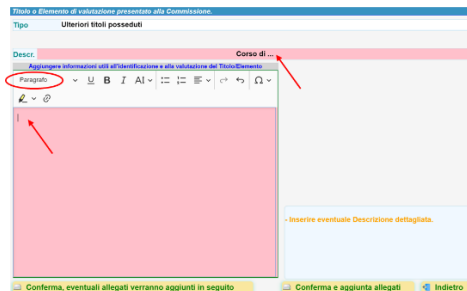 Titolo o Elemento di valutazione presentato alla Commissione.
Tipo Ulteriori titoli posseduti
Descr. Corso di ...
Aggiungere informazioni utili all'identificazione e alla valutazione del Titolo/Elemento
Paragrafo U B I AI Ω
- Inserire eventuale Descrizione dettagliata.
Conferma, eventuali allegati verranno aggiunti in seguito Conferma e aggiunta allegati Indietro